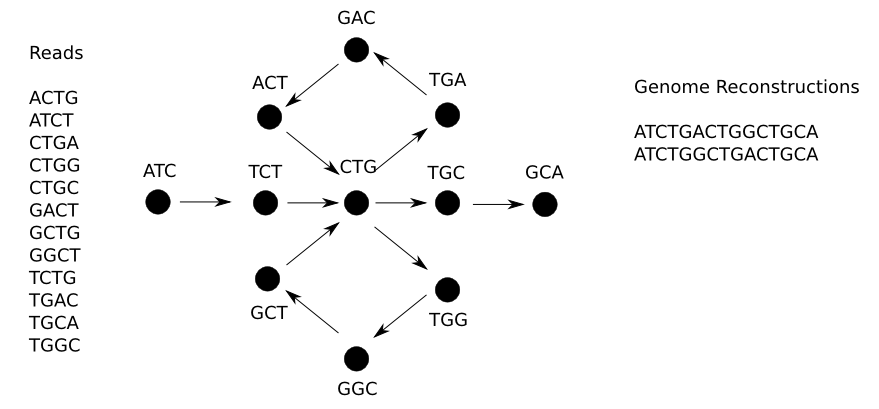 Reads
ACTG
ATCT
CTGA
CTGG
CTGC
GACT
GCTG
GGCT
TCTG
TGAC
TGCA
TGGC
GAC
ACT
TGA
ATC
TCT
CTG
TGC
GCA
GCT
TGG
GGC
Genome Reconstructions
ATCTGACTGGCTGCA
ATCTGGCTGACTGCA